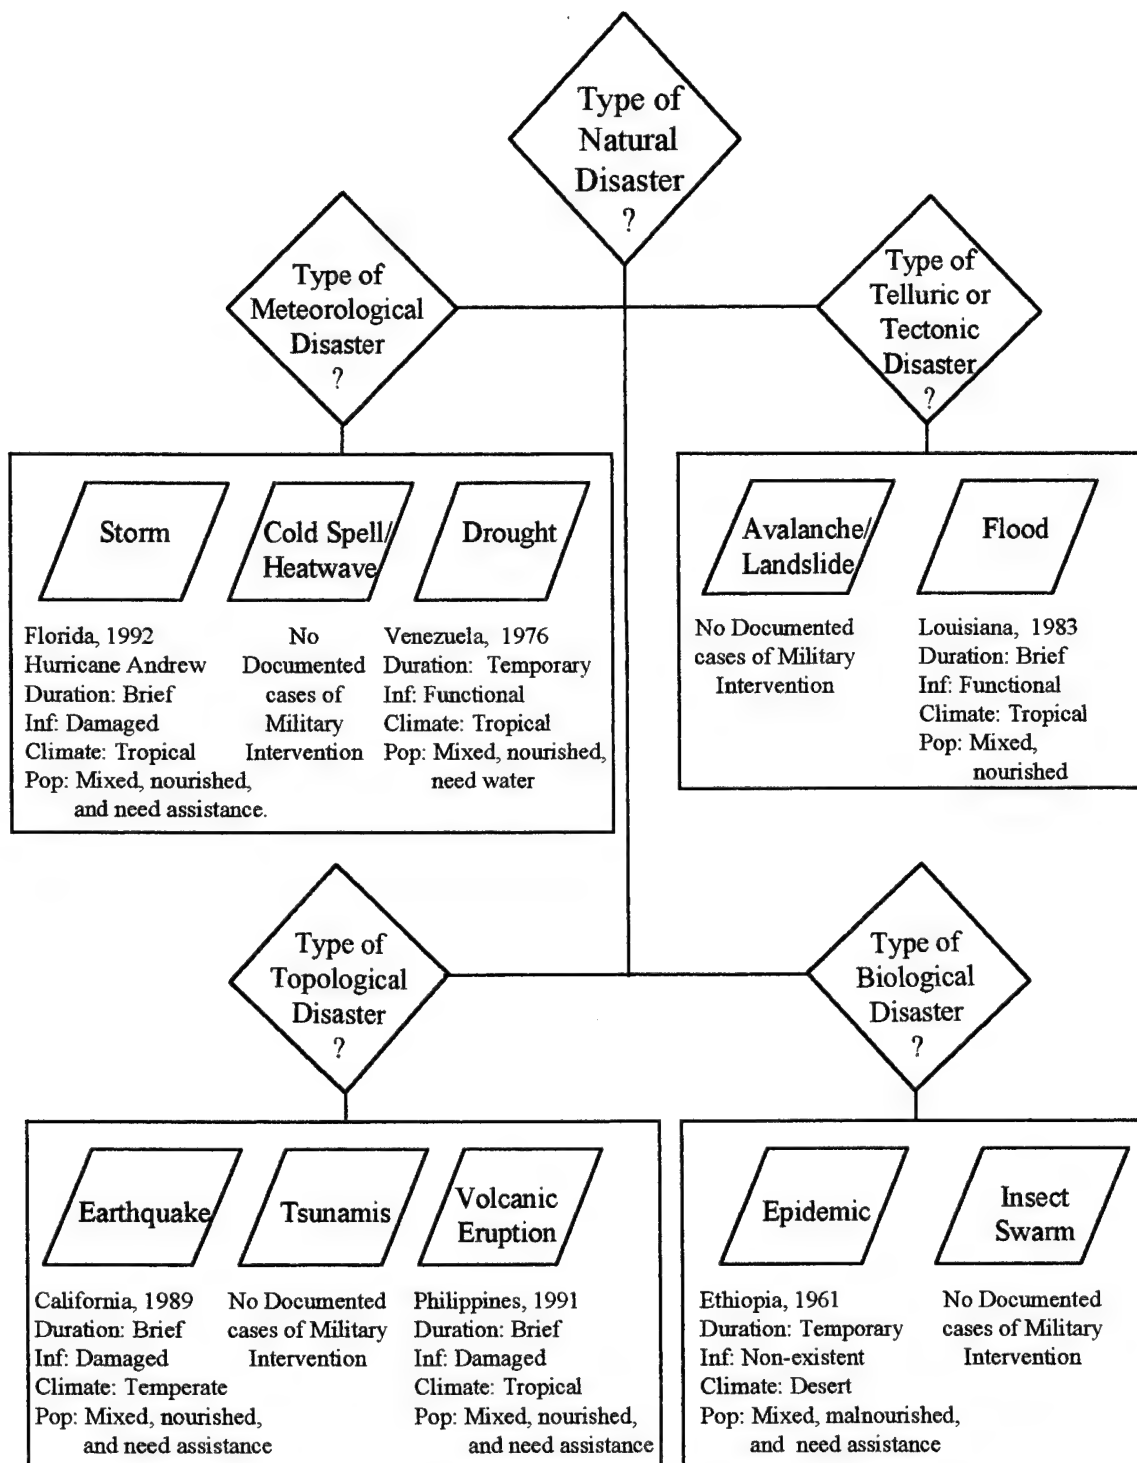 Type of
Natural
Disaster
?
Type of
Meteorological
Disaster
?
Type of
Telluric or
Tectonic
Disaster
?
Storm
Cold Spell/
Heatwave
Drought
Florida, 1992
Hurricane Andrew
Duration: Brief
Inf: Damaged
Climate: Tropical
Pop: Mixed, nourished,
and need assistance.
No
Documented
cases of
Military
Intervention
Venezuela, 1976
Duration: Temporary
Inf: Functional
Climate: Tropical
Pop: Mixed, nourished,
need water
Avalanche/
Landslide
Flood
No Documented
cases of Military
Intervention
Louisiana, 1983
Duration: Brief
Inf: Functional
Climate: Tropical
Pop: Mixed,
nourished
Type of
Topological
Disaster
?
Type of
Biological
Disaster
?
Earthquake
Tsunamis
Volcanic
Eruption
California, 1989
Duration: Brief
Inf: Damaged
Climate: Temperate
Pop: Mixed, nourished,
and need assistance
No Documented
cases of Military
Intervention
Philippines, 1991
Duration: Brief
Inf: Damaged
Climate: Tropical
Pop: Mixed, nourished,
and need assistance
Epidemic
Insect
Swarm
Ethiopia, 1961
Duration: Temporary
Inf: Non-existent
Climate: Desert
Pop: Mixed, malnourished,
and need assistance
No Documented
cases of Military
Intervention